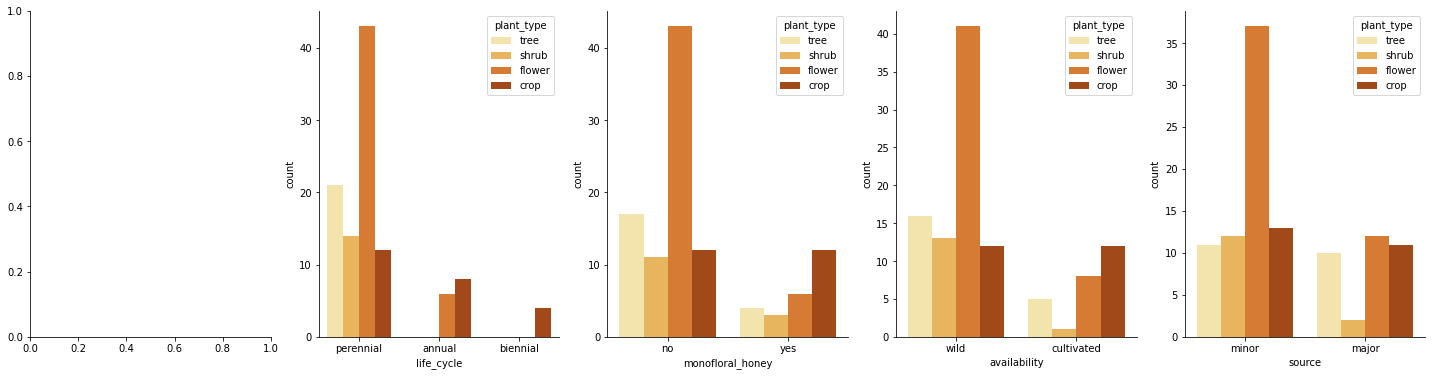 1.0
0.8
0.6
0.4
0.2
0.0
0.0 0.2 0.4 0.6 0.8 1.0
count
40
30
20
10
0
plant_type
tree
shrub
flower
crop
perennial annual biennial
life_cycle
count
40
30
20
10
0
plant_type
tree
shrub
flower
crop
no yes
monofloral_honey
count
40
35
30
25
20
15
10
5
0
plant_type
tree
shrub
flower
crop
wild cultivated
availability
count
35
30
25
20
15
10
5
0
plant_type
tree
shrub
flower
crop
minor major
source